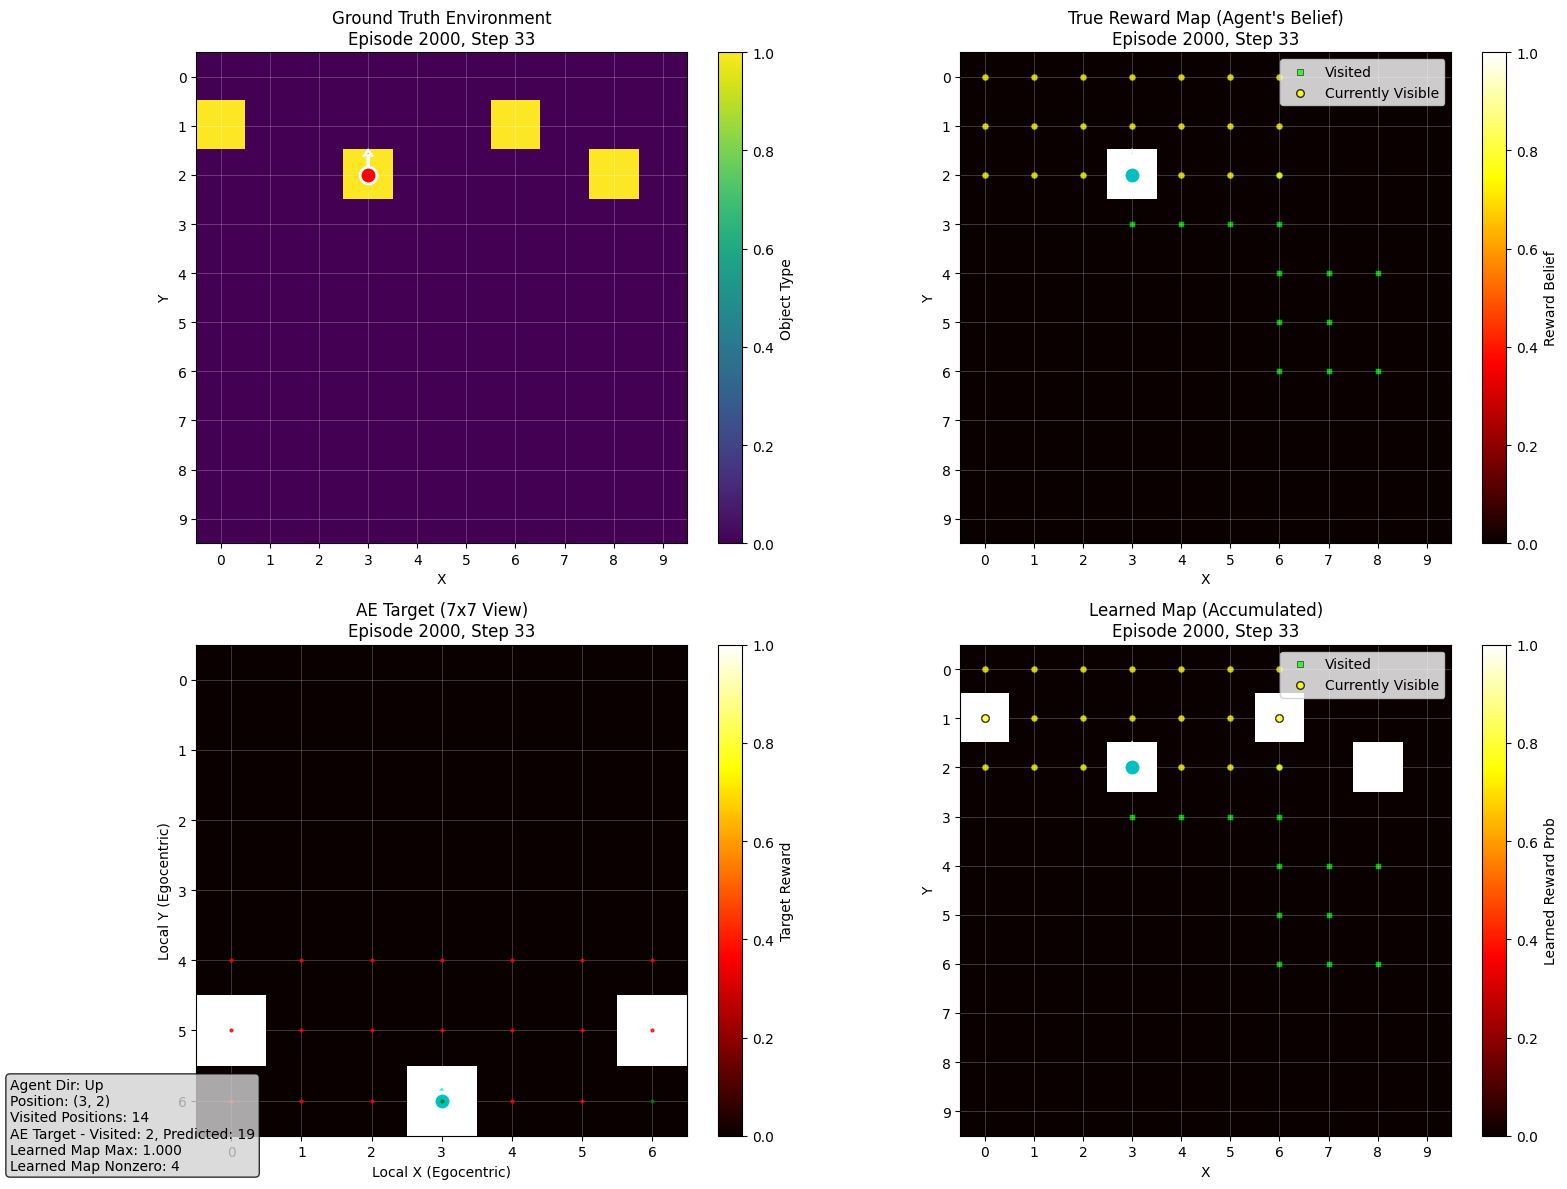 Ground Truth Environment
Episode 2000, Step 33
0
1
2
3
4
5
6
7
8
9
Y
0 1 2 3 4 5 6 7 8 9
X
1.0
0.8
0.6
0.4
0.2
0.0
Object Type
True Reward Map (Agent's Belief)
Episode 2000, Step 33
Visited
Currently Visible
0
1
2
3
4
5
6
7
8
9
Y
0 1 2 3 4 5 6 7 8 9
X
1.0
0.8
0.6
0.4
0.2
0.0
Reward Belief
AE Target (7x7 View)
Episode 2000, Step 33
0
1
2
3
4
5
6
Local Y (Egocentric)
0 1 2 3 4 5 6
Local X (Egocentric)
1.0
0.8
0.6
0.4
0.2
0.0
Target Reward
Agent Dir: Up
Position: (3, 2)
Visited Positions: 14
AE Target - Visited: 2, Predicted: 19
Learned Map Max: 1.000
Learned Map Nonzero: 4
Learned Map (Accumulated)
Episode 2000, Step 33
Visited
Currently Visible
0
1
2
3
4
5
6
7
8
9
Y
0 1 2 3 4 5 6 7 8 9
X
1.0
0.8
0.6
0.4
0.2
0.0
Learned Reward Prob